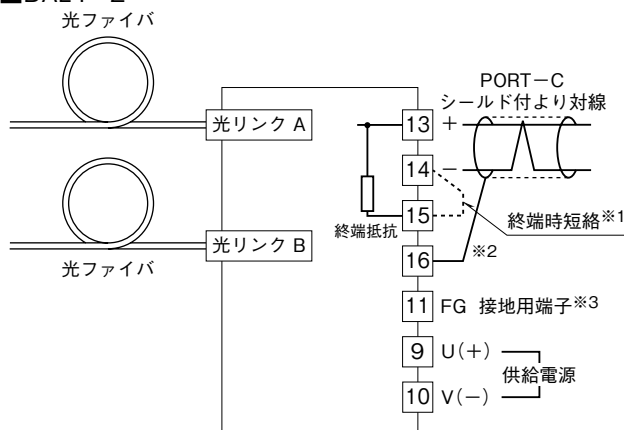 光ファイバ
光リンク A
光リンク B
光ファイバ
PORT－C
シールド付より対線
13 ＋
14 －
終端抵抗
15
終端時短絡※1
16
※2
11 FG 接地用端子※3
9 U(＋)
供給電源
10 V(－)